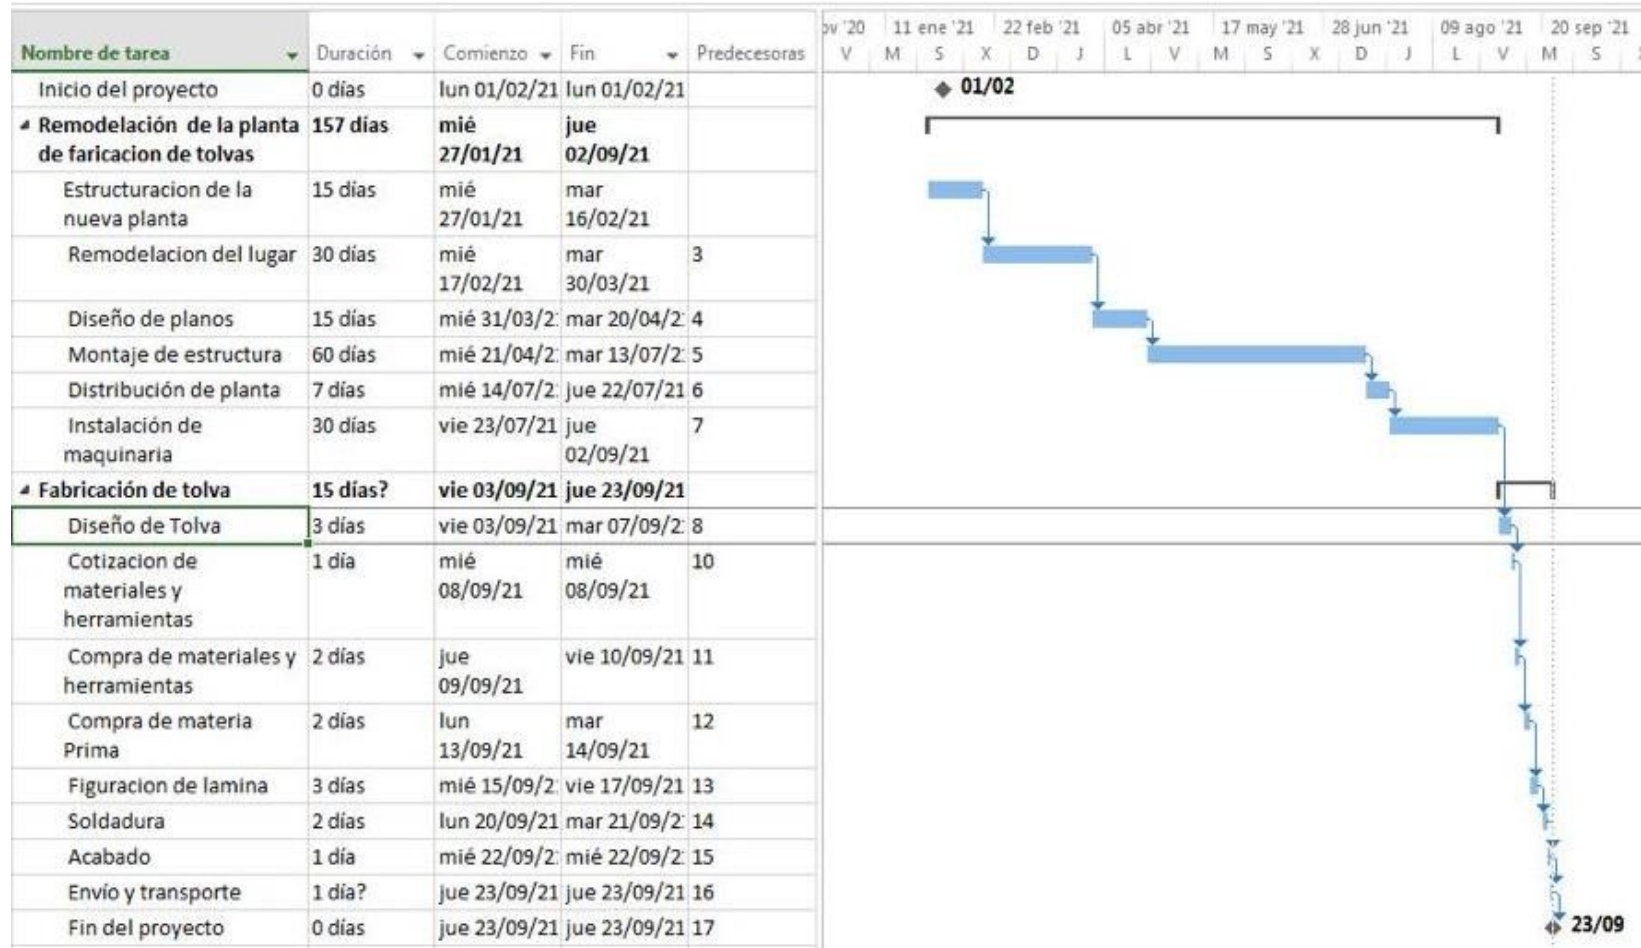 ov '20 11 ene '21 22 feb '21 05 abr '21 17 may '21 28 jun '21 09 ago '21 20 sep '21
Nombre de tarea Duración Comienzo Fin Predecesoras V M S X D J L V M S X D J L V M S
Inicio del proyecto 0 días lun 01/02/21 lun 01/02/21 01/02
Remodelación de la planta 157 días mié jue
de faricacion de tolvas 27/01/21 02/09/21
Estructuracion de la 15 días mié mar
nueva planta 27/01/21 16/02/21
Remodelacion del lugar 30 días mié mar 3
17/02/21 30/03/21
Diseño de planos 15 días mié 31/03/2 mar 20/04/2 4
Montaje de estructura 60 días mié 21/04/2 mar 13/07/2 5
Distribución de planta 7 días mié 14/07/2 jue 22/07/21 6
Instalación de 30 días vie 23/07/21 jue 7
maquinaria 02/09/21
Fabricación de tolva 15 días? vie 03/09/21 jue 23/09/21
Diseño de Tolva 3 días vie 03/09/21 mar 07/09/2 8
Cotizacion de 1 día mié mié 10
materiales y 08/09/21 08/09/21
herramientas
Compra de materiales y 2 días jue vie 10/09/21 11
herramientas 09/09/21
Compra de materia 2 días lun mar 12
Prima 13/09/21 14/09/21
Figuracion de lamina 3 días mié 15/09/2 vie 17/09/21 13
Soldadura 2 días lun 20/09/21 mar 21/09/2 14
Acabado 1 día mié 22/09/2 mié 22/09/2 15
Envío y transporte 1 día? jue 23/09/21 jue 23/09/21 16
Fin del proyecto 0 días jue 23/09/21 jue 23/09/21 17 23/09